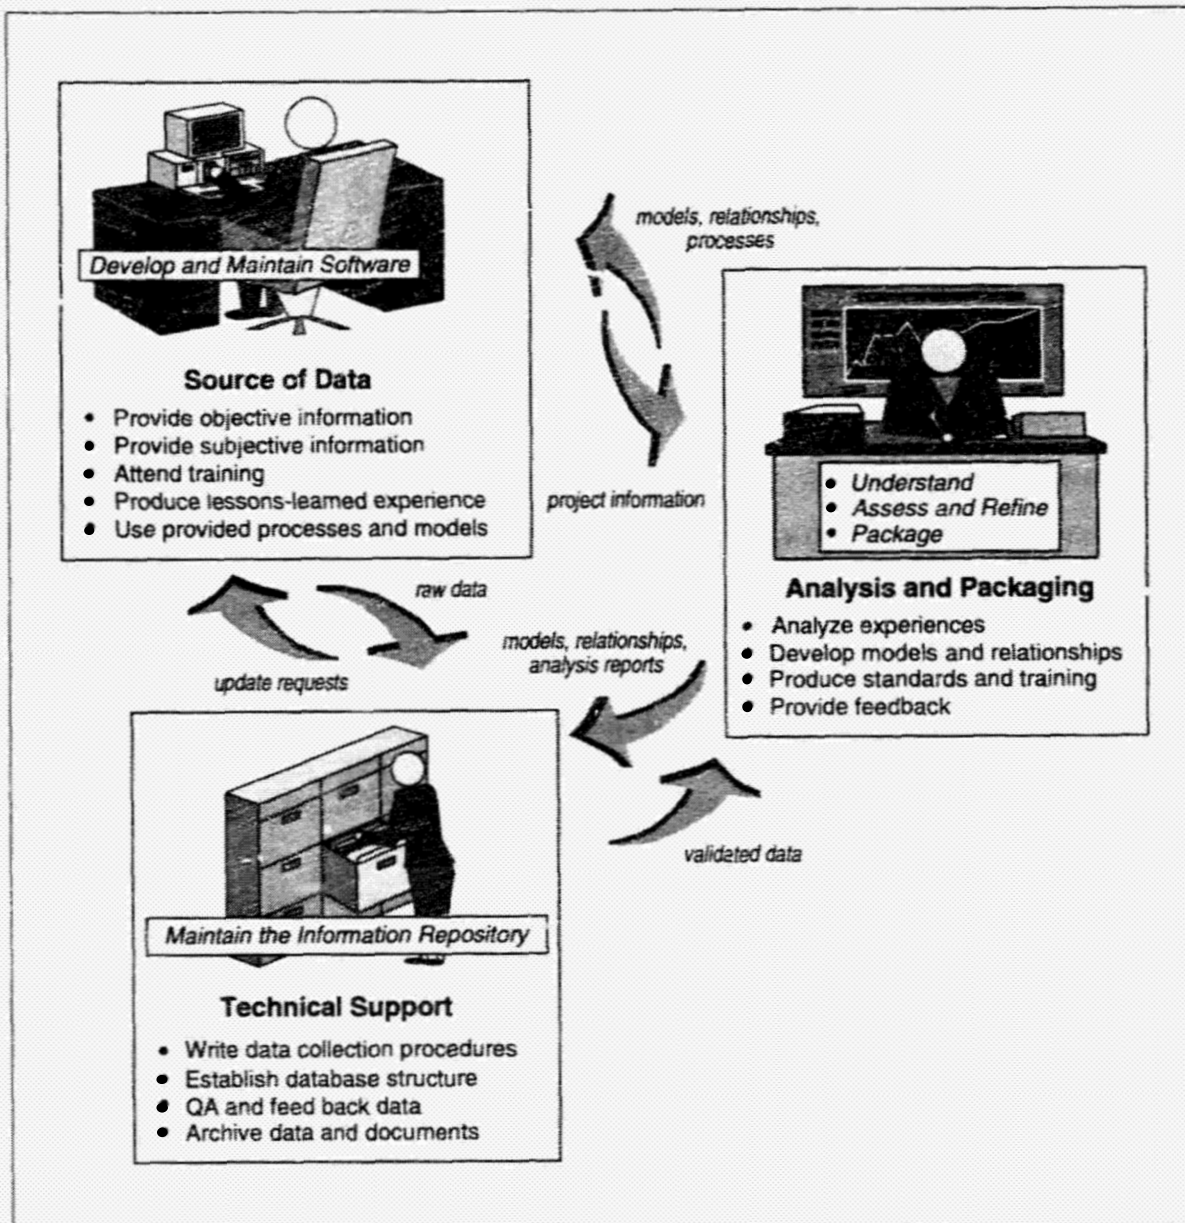 Develop and Maintain Software
Source of Data
• Provide objective information
• Provide subjective information
• Attend training
• Produce lessons-learned experience
• Use provided processes and models
models, relationships,
processes
project information
• Understand
• Assess and Refine
• Package
Analysis and Packaging
• Analyze experiences
• Develop models and relationships
• Produce standards and training
• Provide feedback
raw data
update requests
models, relationships,
analysis reports
validated data
Maintain the Information Repository
Technical Support
• Write data collection procedures
• Establish database structure
• QA and feed back data
• Archive data and documents